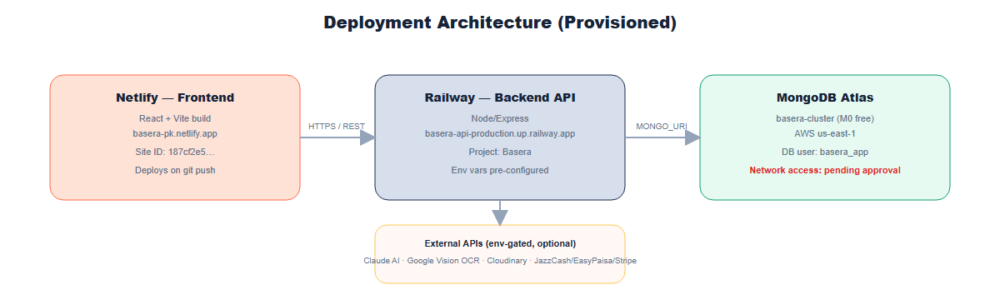 Deployment Architecture (Provisioned)
Netlify — Frontend
React + Vite build
basera-pk.netlify.app
Site ID: 187cf2e5…
Deploys on git push
HTTPS / REST
Railway — Backend API
Node/Express
basera-api-production.up.railway.app
Project: Basera
Env vars pre-configured
MONGO_URI
MongoDB Atlas
basera-cluster (M0 free)
AWS us-east-1
DB user: basera_app
Network access: pending approval
External APIs (env-gated, optional)
Claude AI · Google Vision OCR · Cloudinary · JazzCash/EasyPaisa/Stripe